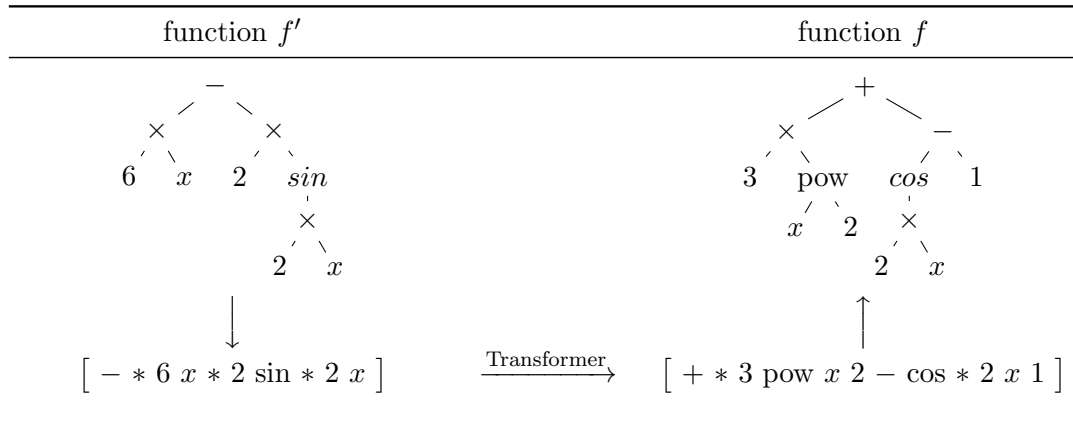 function f′ function f
− +
× × × −
6 x 2 sin 3 pow cos 1
× x 2 ×
2 x 2 x
[ − * 6 x * 2 sin * 2 x ] Transformer [ + * 3 pow x 2 − cos * 2 x 1 ]